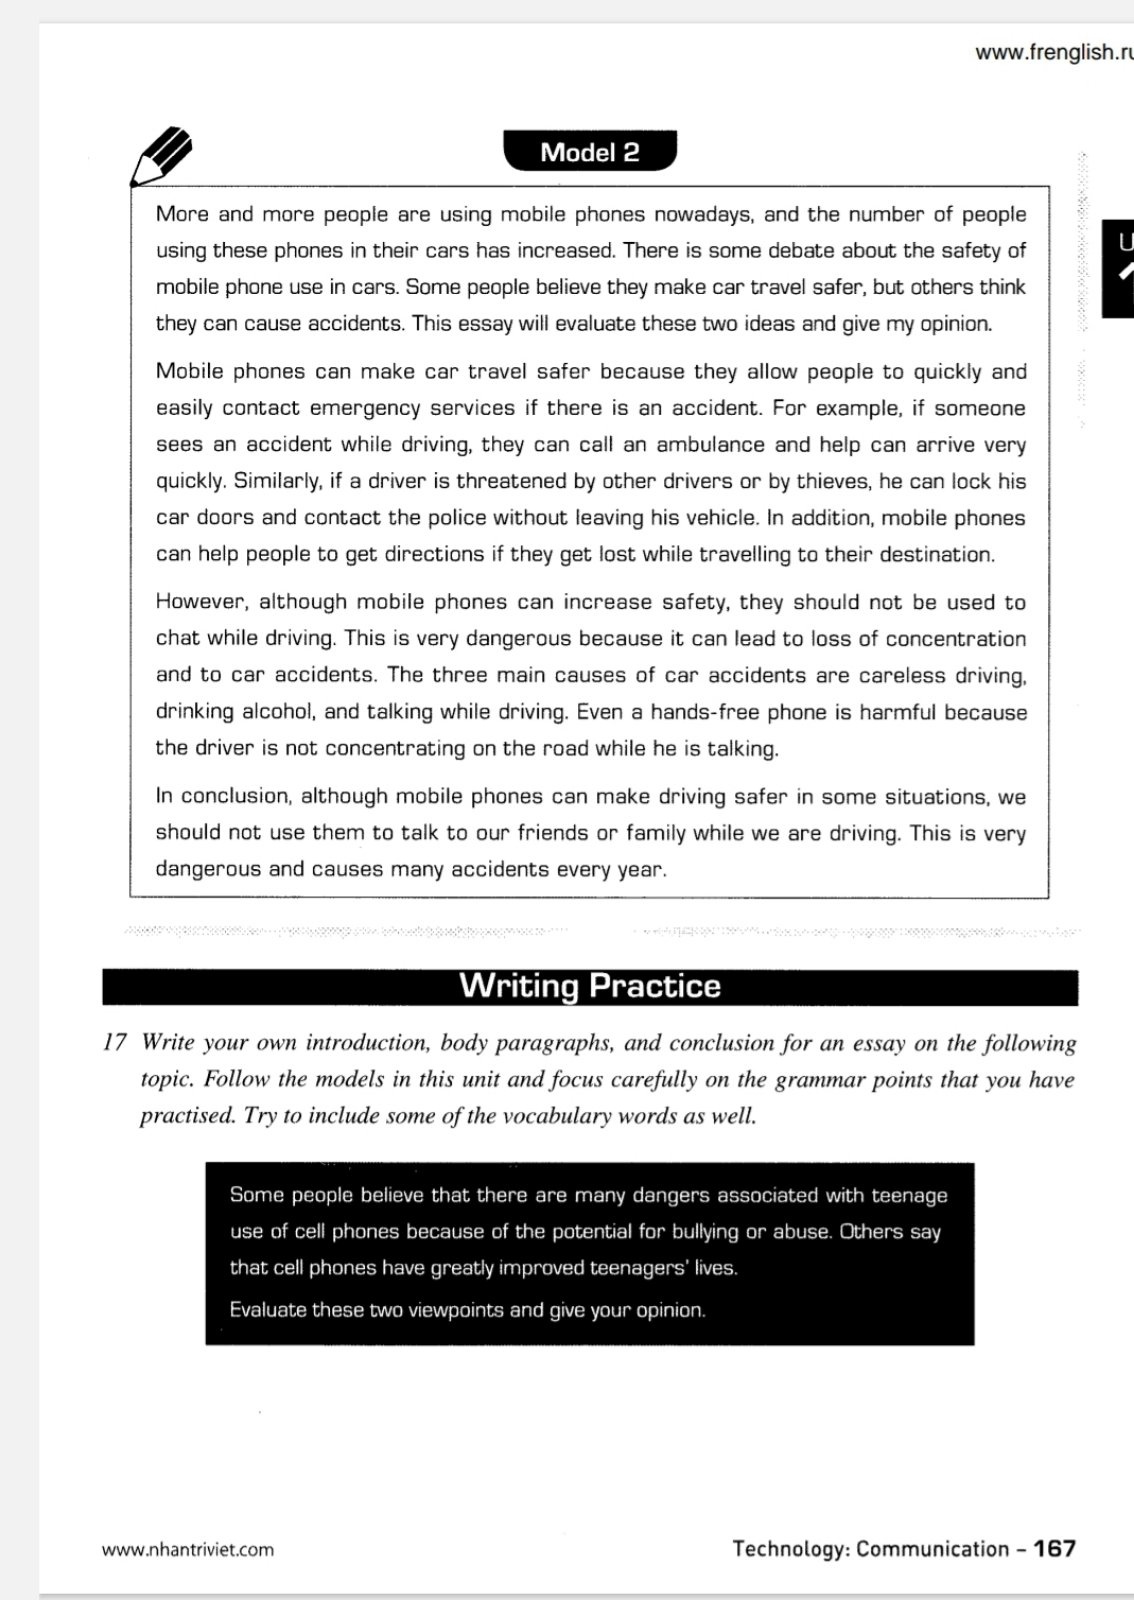 www.frenglish.ru
Model 2
More and more people are using mobile phones nowadays, and the number of people
using these phones in their cars has increased. There is some debate about the safety of
mobile phone use in cars. Some people believe they make car travel safer, but others think
they can cause accidents. This essay will evaluate these two ideas and give my opinion.
Mobile phones can make car travel safer because they allow people to quickly and
easily contact emergency services if there is an accident. For example, if someone
sees an accident while driving, they can call an ambulance and help can arrive very
quickly. Similarly, if a driver is threatened by other drivers or by thieves, he can lock his
car doors and contact the police without leaving his vehicle. In addition, mobile phones
can help people to get directions if they get lost while travelling to their destination.
However, although mobile phones can increase safety, they should not be used to
chat while driving. This is very dangerous because it can lead to loss of concentration
and to car accidents. The three main causes of car accidents are careless driving,
drinking alcohol, and talking while driving. Even a hands-free phone is harmful because
the driver is not concentrating on the road while he is talking.
In conclusion, although mobile phones can make driving safer in some situations, we
should not use them to talk to our friends or family while we are driving. This is very
dangerous and causes many accidents every year.
Writing Practice
17 Write your own introduction, body paragraphs, and conclusion for an essay on the following
topic. Follow the models in this unit and focus carefully on the grammar points that you have
practised. Try to include some of the vocabulary words as well.
Some people believe that there are many dangers associated with teenage
use of cell phones because of the potential for bullying or abuse. Others say
that cell phones have greatly improved teenagers' lives.
Evaluate these two viewpoints and give your opinion.
www.nhantriviet.com
Technology: Communication – 167